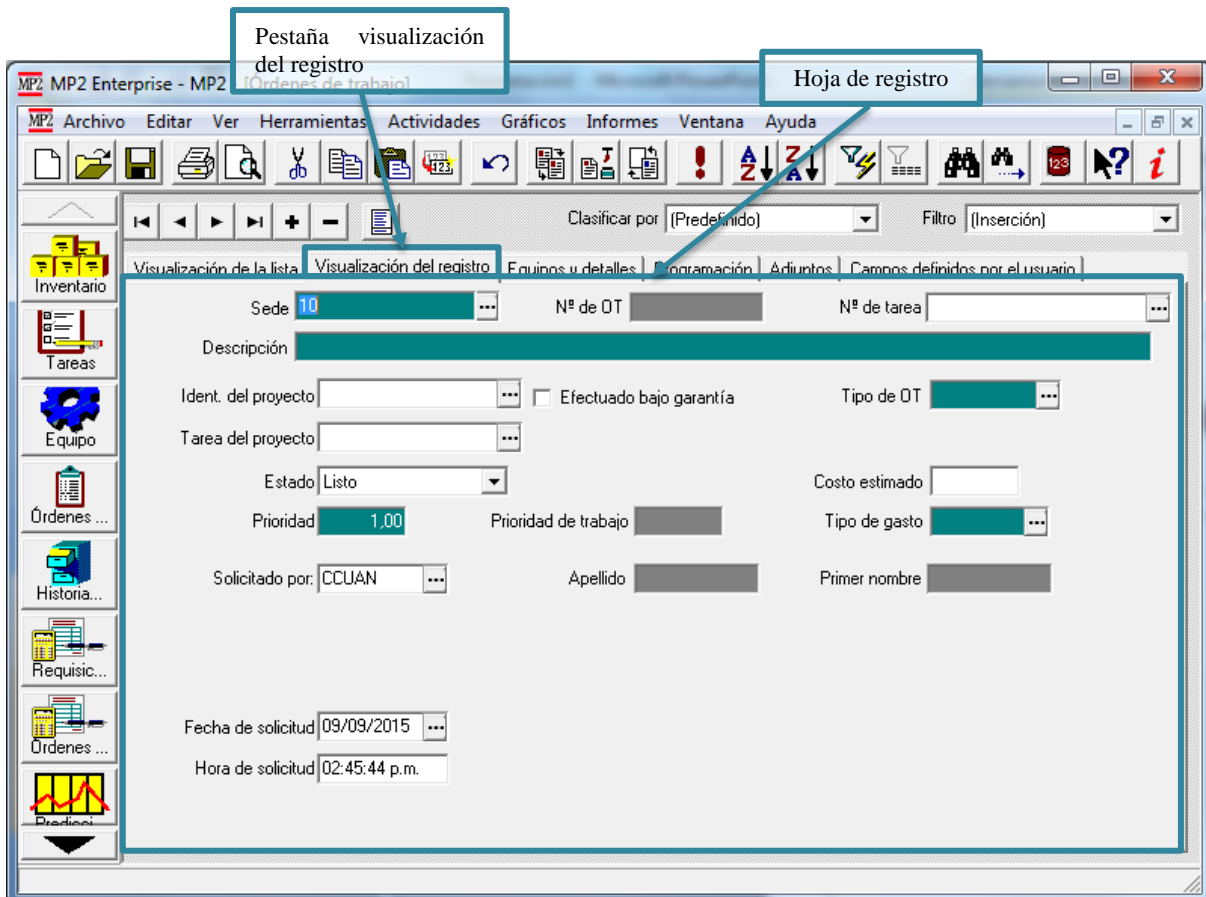 Pestaña visualización
del registro
Hoja de registro
MP2 MP2 Enterprise - MP2 - [Órdenes de trabajo]
MP2 Archivo Editar Ver Herramientas Actividades Gráficos Informes Ventana Ayuda
Clasificar por (Predefinido) Filtro (Inserción)
Visualización de la lista Visualización del registro Equipos y detalles Programación Adjuntos Campos definidos por el usuario
Inventario
Tareas
Equipo
Órdenes ...
Historia...
Requisic...
Órdenes ...
Predicci...
Sede 10 Nº de OT Nº de tarea
Descripción
Ident. del proyecto Efectuado bajo garantía Tipo de OT
Tarea del proyecto
Estado Listo Costo estimado
Prioridad 1,00 Prioridad de trabajo Tipo de gasto
Solicitado por: CCUAN Apellido Primer nombre
Fecha de solicitud 09/09/2015
Hora de solicitud 02:45:44 p.m.